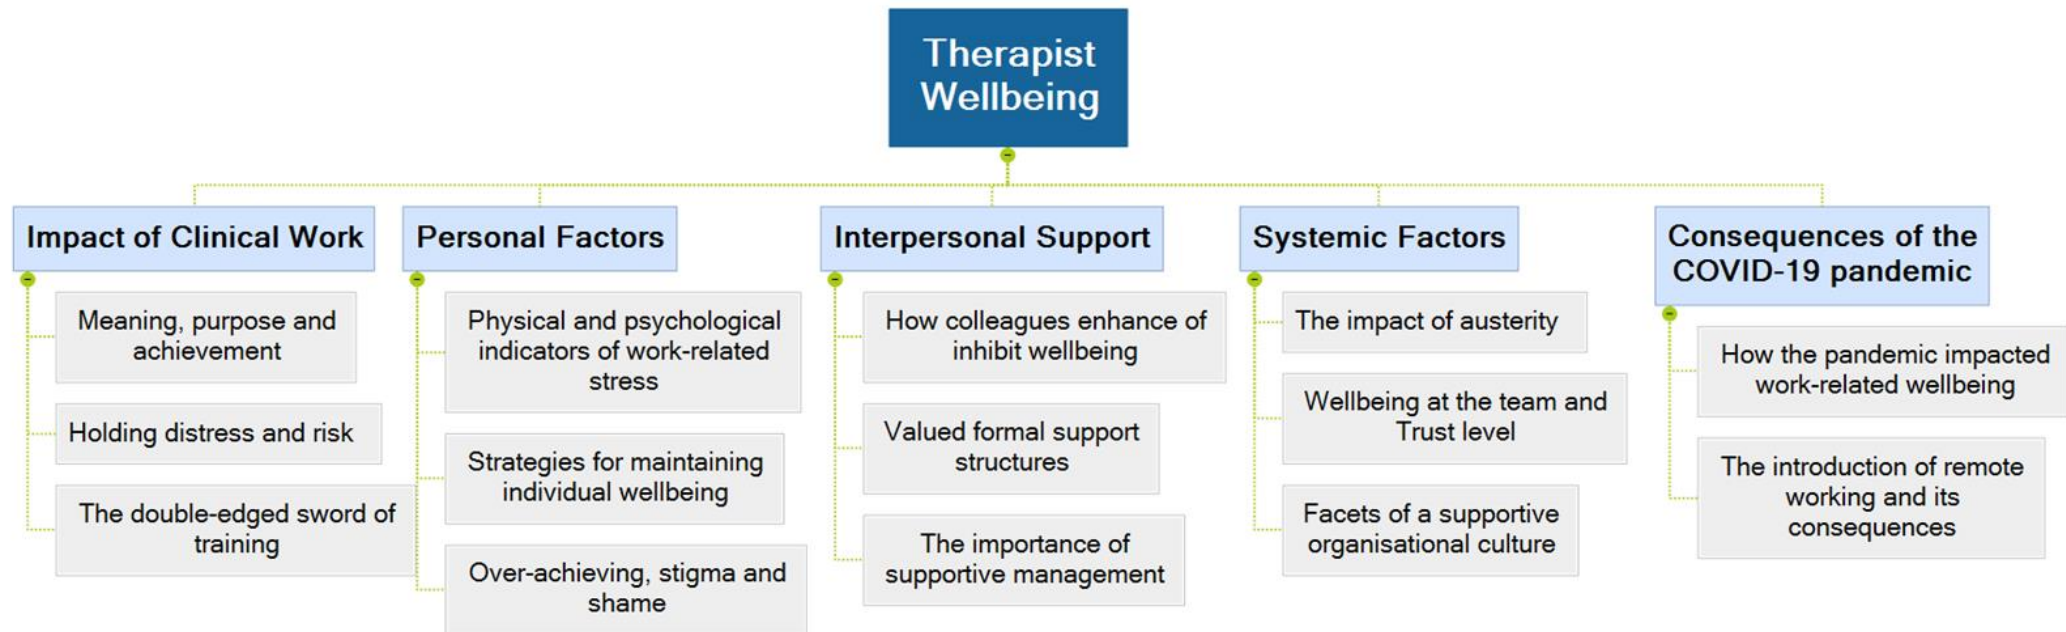 Therapist
Wellbeing
Impact of Clinical Work
Meaning, purpose and
achievement
Holding distress and risk
The double-edged sword of
training
Personal Factors
Physical and psychological
indicators of work-related
stress
Strategies for maintaining
individual wellbeing
Over-achieving, stigma and
shame
Interpersonal Support
How colleagues enhance of
inhibit wellbeing
Valued formal support
structures
The importance of
supportive management
Systemic Factors
The impact of austerity
Wellbeing at the team and
Trust level
Facets of a supportive
organisational culture
Consequences of the
COVID-19 pandemic
How the pandemic impacted
work-related wellbeing
The introduction of remote
working and its
consequences